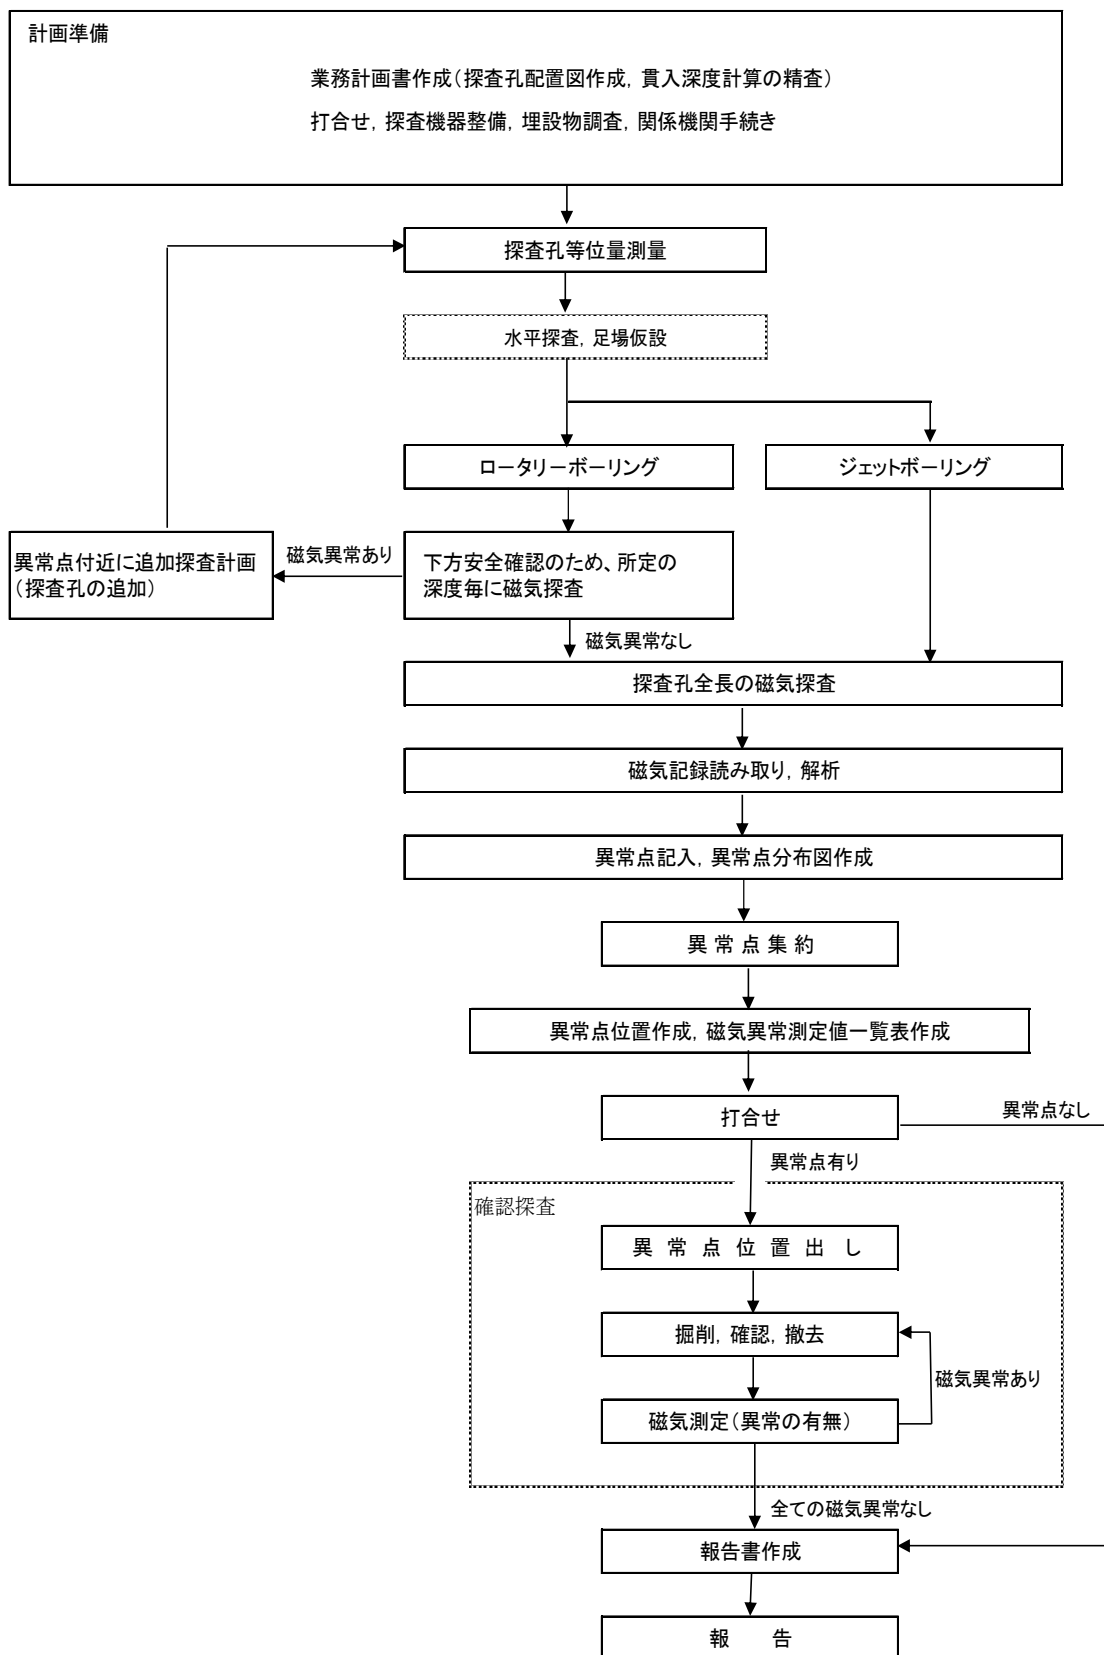 計画準備
業務計画書作成(探査孔配置図作成, 貫入深度計算の精査)
打合せ, 探査機器整備, 埋設物調査, 関係機関手続き
探査孔等位量測量
水平探査, 足場仮設
ロータリーボーリング
ジェットボーリング
異常点付近に追加探査計画
(探査孔の追加)
磁気異常あり
下方安全確認のため、所定の
深度毎に磁気探査
磁気異常なし
探査孔全長の磁気探査
磁気記録読み取り, 解析
異常点記入, 異常点分布図作成
異 常 点 集 約
異常点位置作成, 磁気異常測定値一覧表作成
打合せ
異常点なし
異常点有り
確認探査
異 常 点 位 置 出 し
掘削, 確認, 撤去
磁気異常あり
磁気測定(異常の有無)
全ての磁気異常なし
報告書作成
報 告